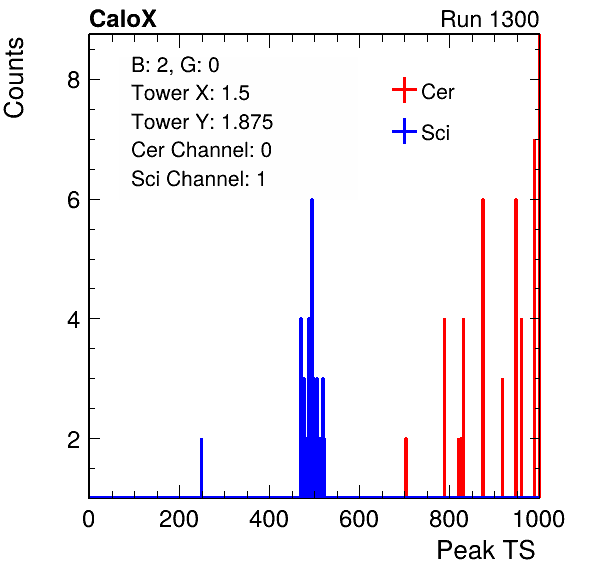 CaloX Run 1300
Counts
8
6
4
2
B: 2, G: 0
Tower X: 1.5
Tower Y: 1.875
Cer Channel: 0
Sci Channel: 1
Cer
Sci
0 200 400 600 800 1000
Peak TS